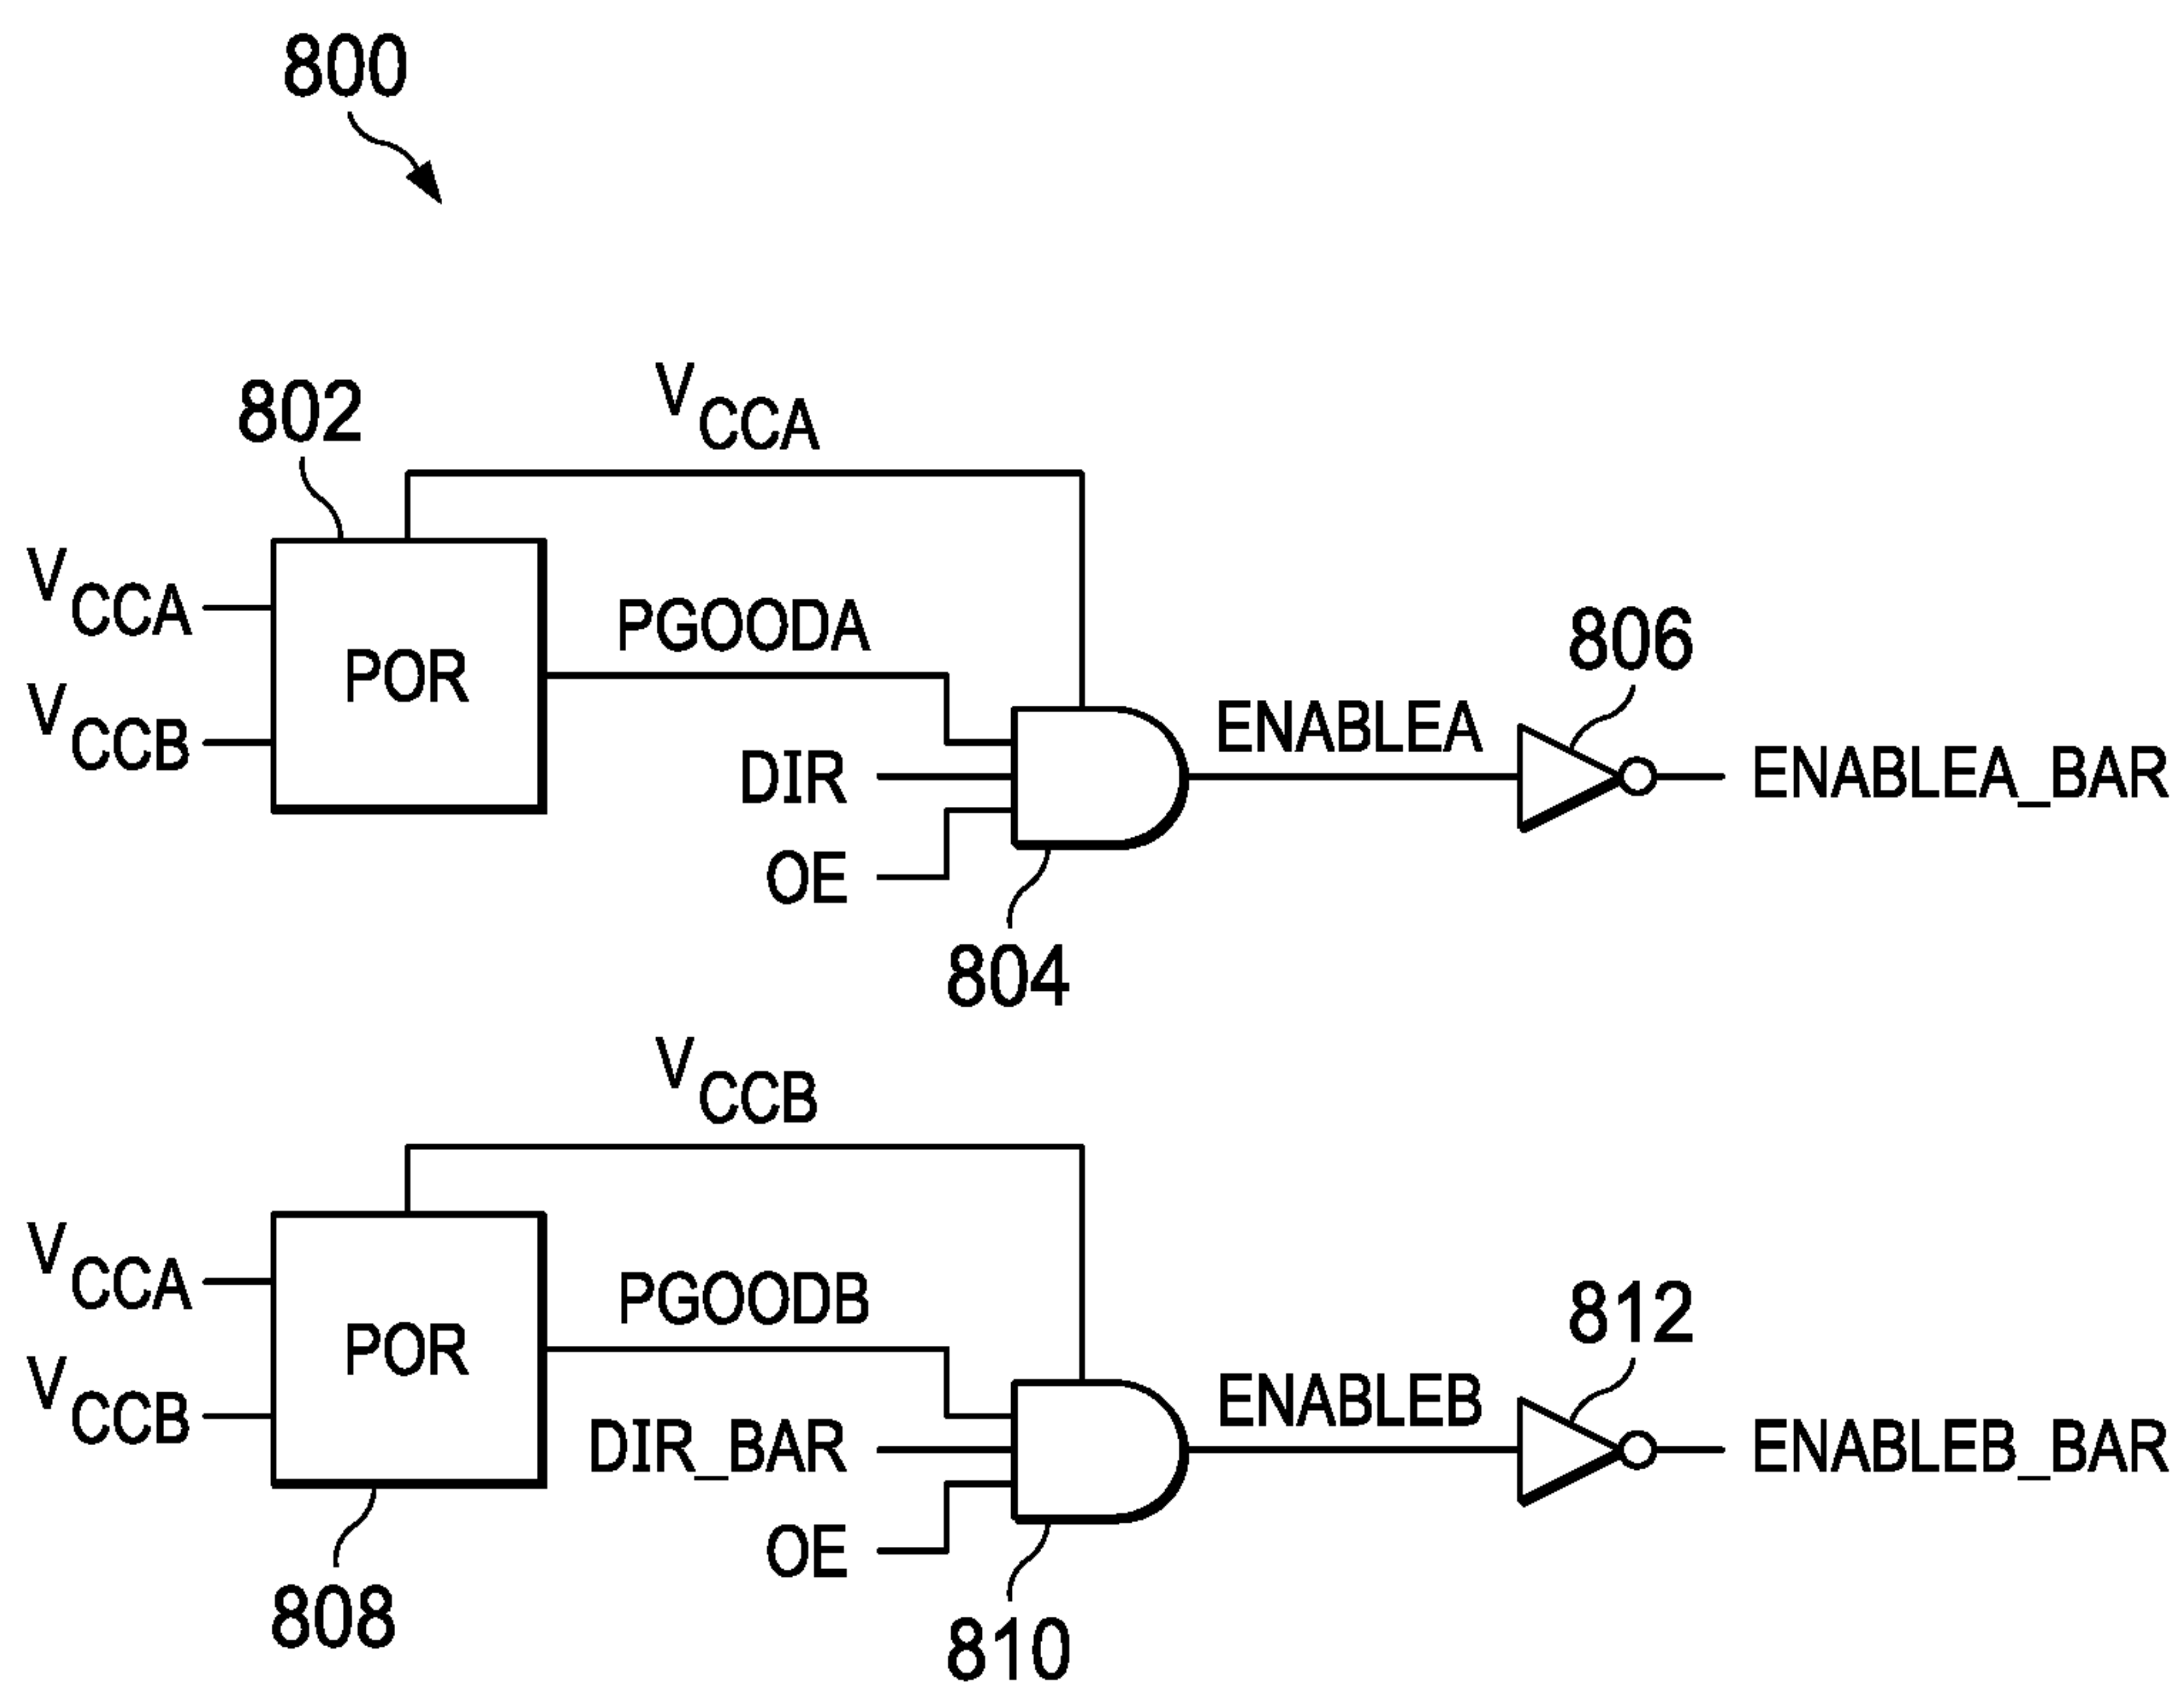 800
802
VCCA
VCCA
VCCB
POR
PGOODA
DIR
OE
804
ENABLEA
806
ENABLEA_BAR
VCCB
VCCA
VCCB
POR
808
PGOODB
DIR_BAR
OE
810
ENABLEB
812
ENABLEB_BAR